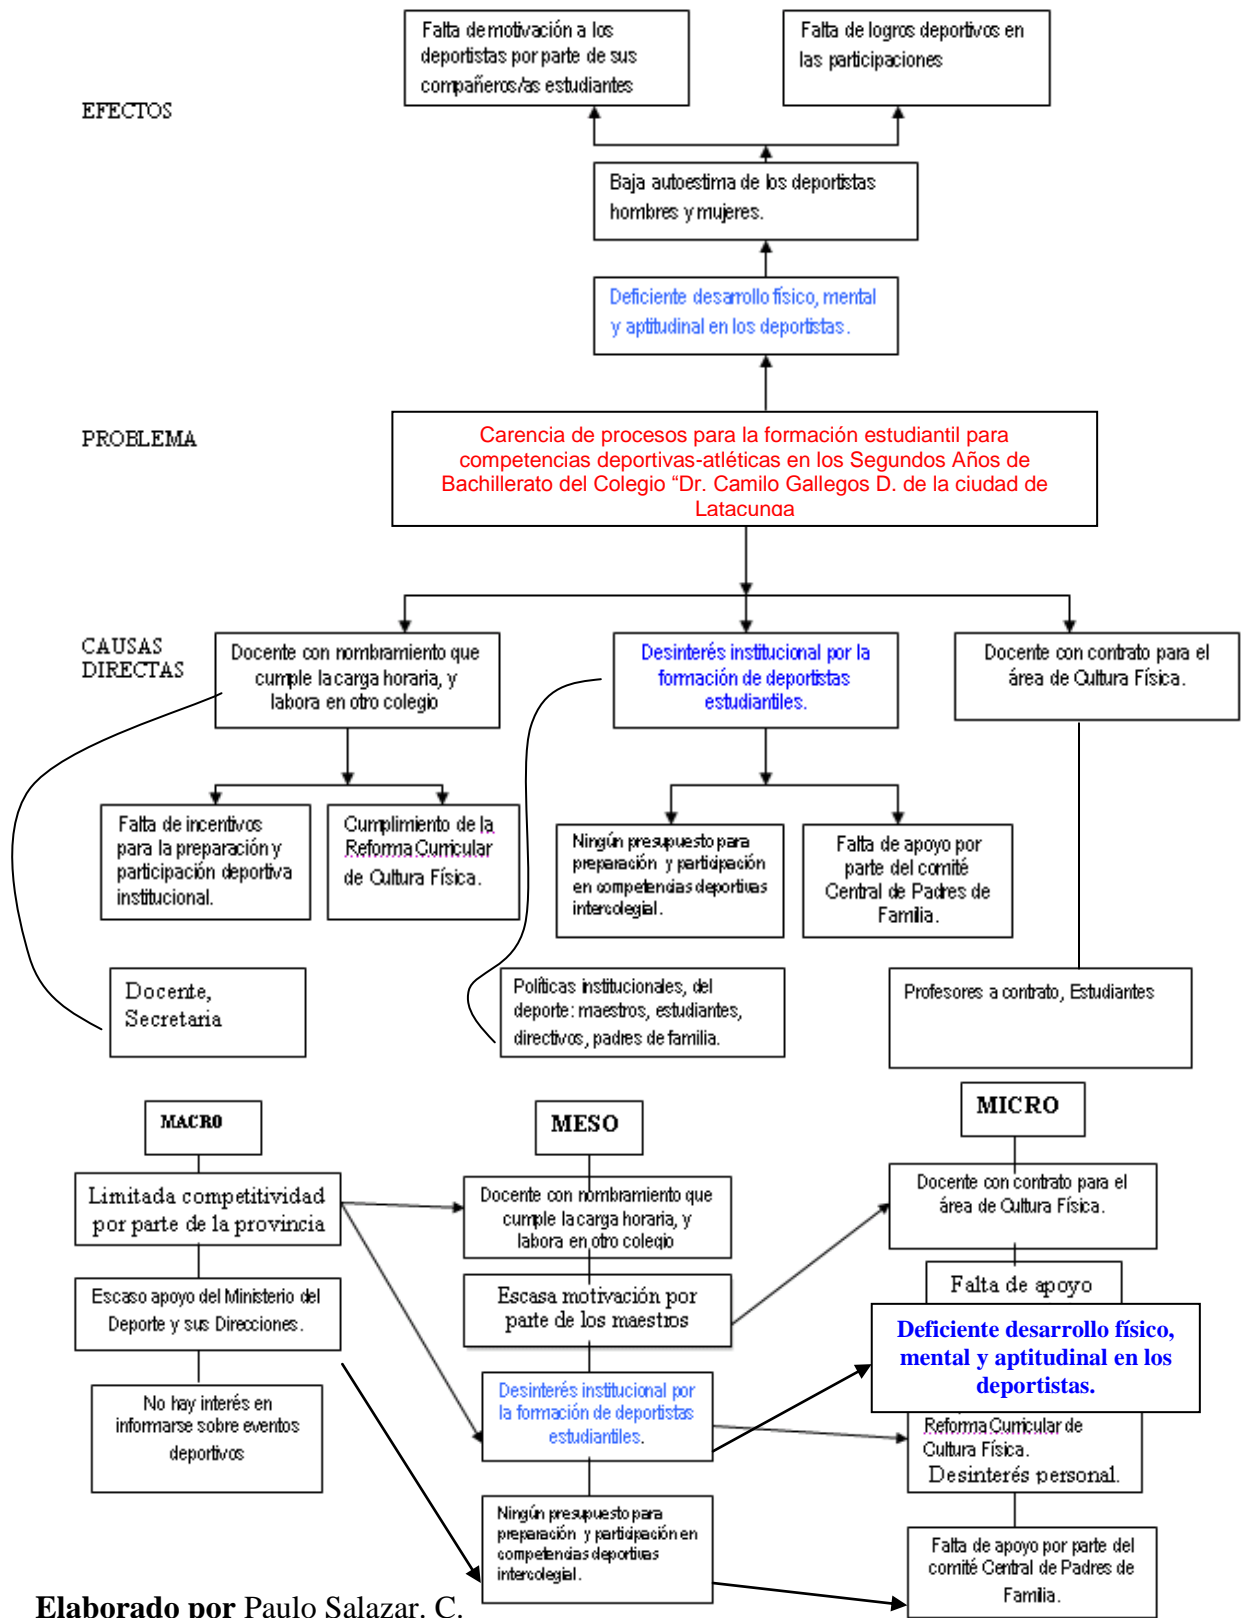 Falta de motivación a los
deportistas por parte de sus
compañeros/as estudiantes
Falta de logros deportivos en
las participaciones
EFECTOS
Baja autoestima de los deportistas
hombres y mujeres.
Deficiente desarrollo físico, mental
y aptitudinal en los deportistas.
PROBLEMA
Carencia de procesos para la formación estudiantil para
competencias deportivas-atléticas en los Segundos Años de
Bachillerato del Colegio “Dr. Camilo Gallegos D. de la ciudad de
Latacunga
CAUSAS
DIRECTAS
Docente con nombramiento que
cumple la carga horaria, y
labora en otro colegio
Desinterés institucional por la
formación de deportistas
estudiantiles.
Docente con contrato para el
área de Cultura Física.
Falta de incentivos
para la preparación y
participación deportiva
institucional.
Cumplimiento de la
Reforma Curricular
de Cultura Física.
Ningún presupuesto para
preparación y participación
en competencias deportivas
intercolegial.
Falta de apoyo por
parte del comité
Central de Padres de
Familia.
Docente,
Secretaria
Políticas institucionales, del
deporte: maestros, estudiantes,
directivos, padres de familia.
Profesores a contrato, Estudiantes
MACRO
MESO
MICRO
Limitada competitividad
por parte de la provincia
Docente con nombramiento que
cumple la carga horaria, y
labora en otro colegio
Docente con contrato para el
área de Cultura Física.
Escaso apoyo del Ministerio del
Deporte y sus Direcciones.
Escasa motivación por
parte de los maestros
Falta de apoyo
Deficiente desarrollo físico,
mental y aptitudinal en los
deportistas.
No hay interés en
informarse sobre eventos
deportivos
Desinterés institucional por
la formación de deportistas
estudiantiles.
Reforma Curricular de
Cultura Física.
Desinterés personal.
Ningún presupuesto para
preparación y participación en
competencias deportivas
intercolegial.
Falta de apoyo por parte del
comité Central de Padres de
Familia.
Elaborado por Paulo Salazar. C.